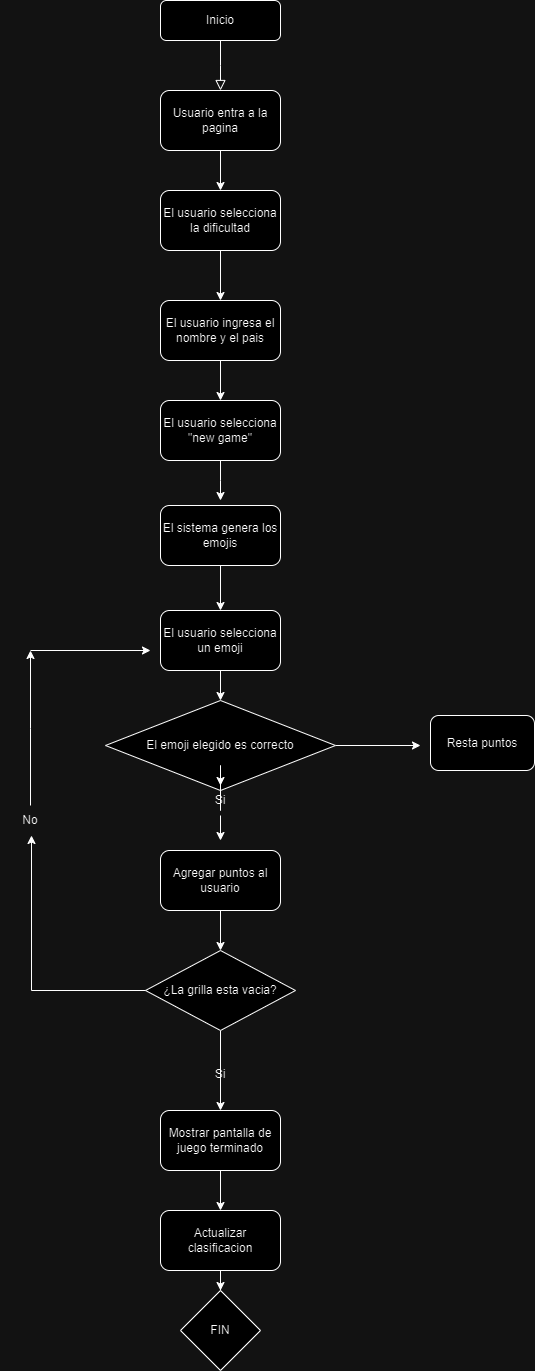 Inicio
Usuario entra a la
pagina
El usuario selecciona
la dificultad
El usuario ingresa el
nombre y el pais
El usuario selecciona
"new game"
El sistema genera los
emojis
El usuario selecciona
un emoji
El emoji elegido es correcto
Resta puntos
Si
No
Agregar puntos al
usuario
¿La grilla esta vacia?
Si
Mostrar pantalla de
juego terminado
Actualizar
clasificacion
FIN